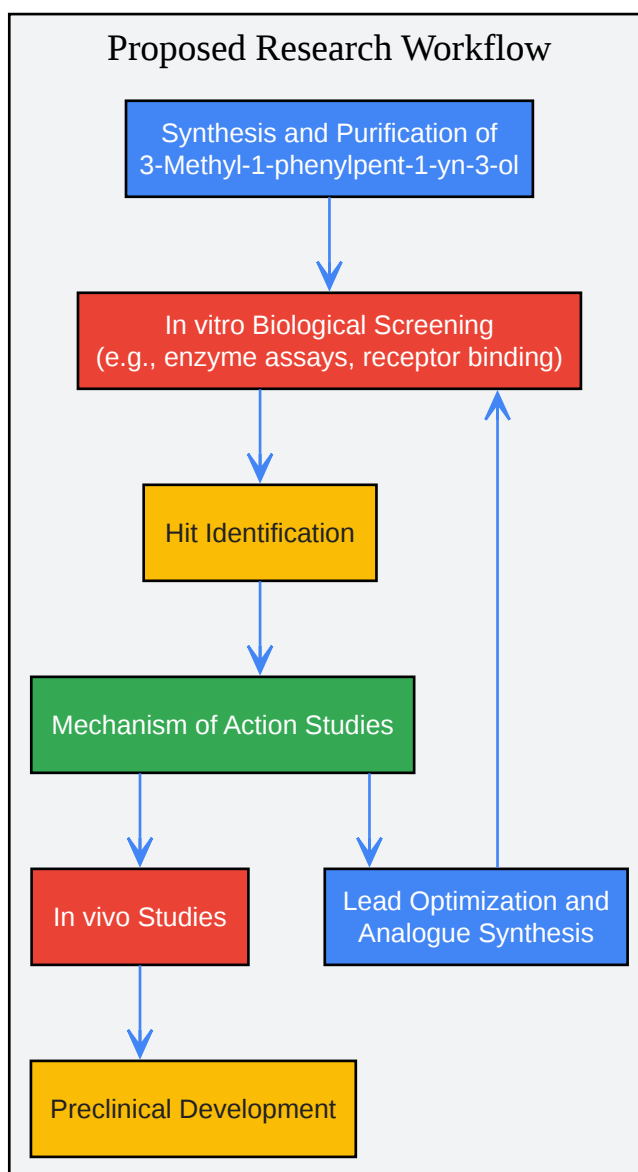 Proposed Research Workflow
Synthesis and Purification of
3-Methyl-1-phenylpent-1-yn-3-ol
In vitro Biological Screening
(e.g., enzyme assays, receptor binding)
Hit Identification
Mechanism of Action Studies
In vivo Studies
Lead Optimization and
Analogue Synthesis
Preclinical Development